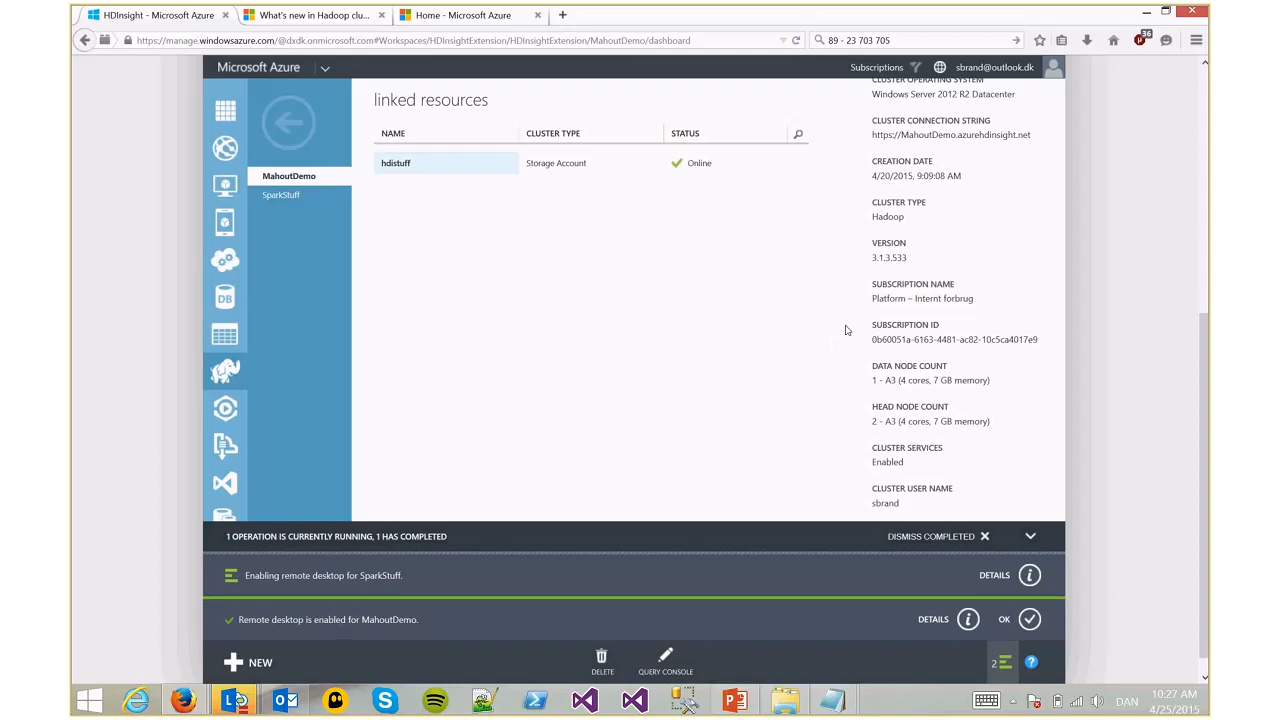 HDInsight - Microsoft Azure
What's new in Hadoop clu...
Home - Microsoft Azure
https://manage.windowsazure.com/@dxdk.onmicrosoft.com#Workspaces/HDInsightExtension/HDInsightExtension/MahoutDemo/dashboard
89 - 23 703 705
36
Microsoft Azure
Subscriptions
sbrand@outlook.dk
linked resources
NAME
CLUSTER TYPE
STATUS
hdistuff
Storage Account
Online
MahoutDemo
SparkStuff
DB
CLUSTER OPERATING SYSTEM
Windows Server 2012 R2 Datacenter
CLUSTER CONNECTION STRING
https://MahoutDemo.azurehdinsight.net
CREATION DATE
4/20/2015, 9:09:08 AM
CLUSTER TYPE
Hadoop
VERSION
3.1.3.533
SUBSCRIPTION NAME
Platform – Internt forbrug
SUBSCRIPTION ID
0b60051a-6163-4481-ac82-10c5ca4017e9
DATA NODE COUNT
1 - A3 (4 cores, 7 GB memory)
HEAD NODE COUNT
2 - A3 (4 cores, 7 GB memory)
CLUSTER SERVICES
Enabled
CLUSTER USER NAME
sbrand
1 OPERATION IS CURRENTLY RUNNING, 1 HAS COMPLETED
DISMISS COMPLETED
Enabling remote desktop for SparkStuff.
DETAILS
Remote desktop is enabled for MahoutDemo.
DETAILS
OK
NEW
DELETE
QUERY CONSOLE
2
DAN
10:27 AM
4/25/2015